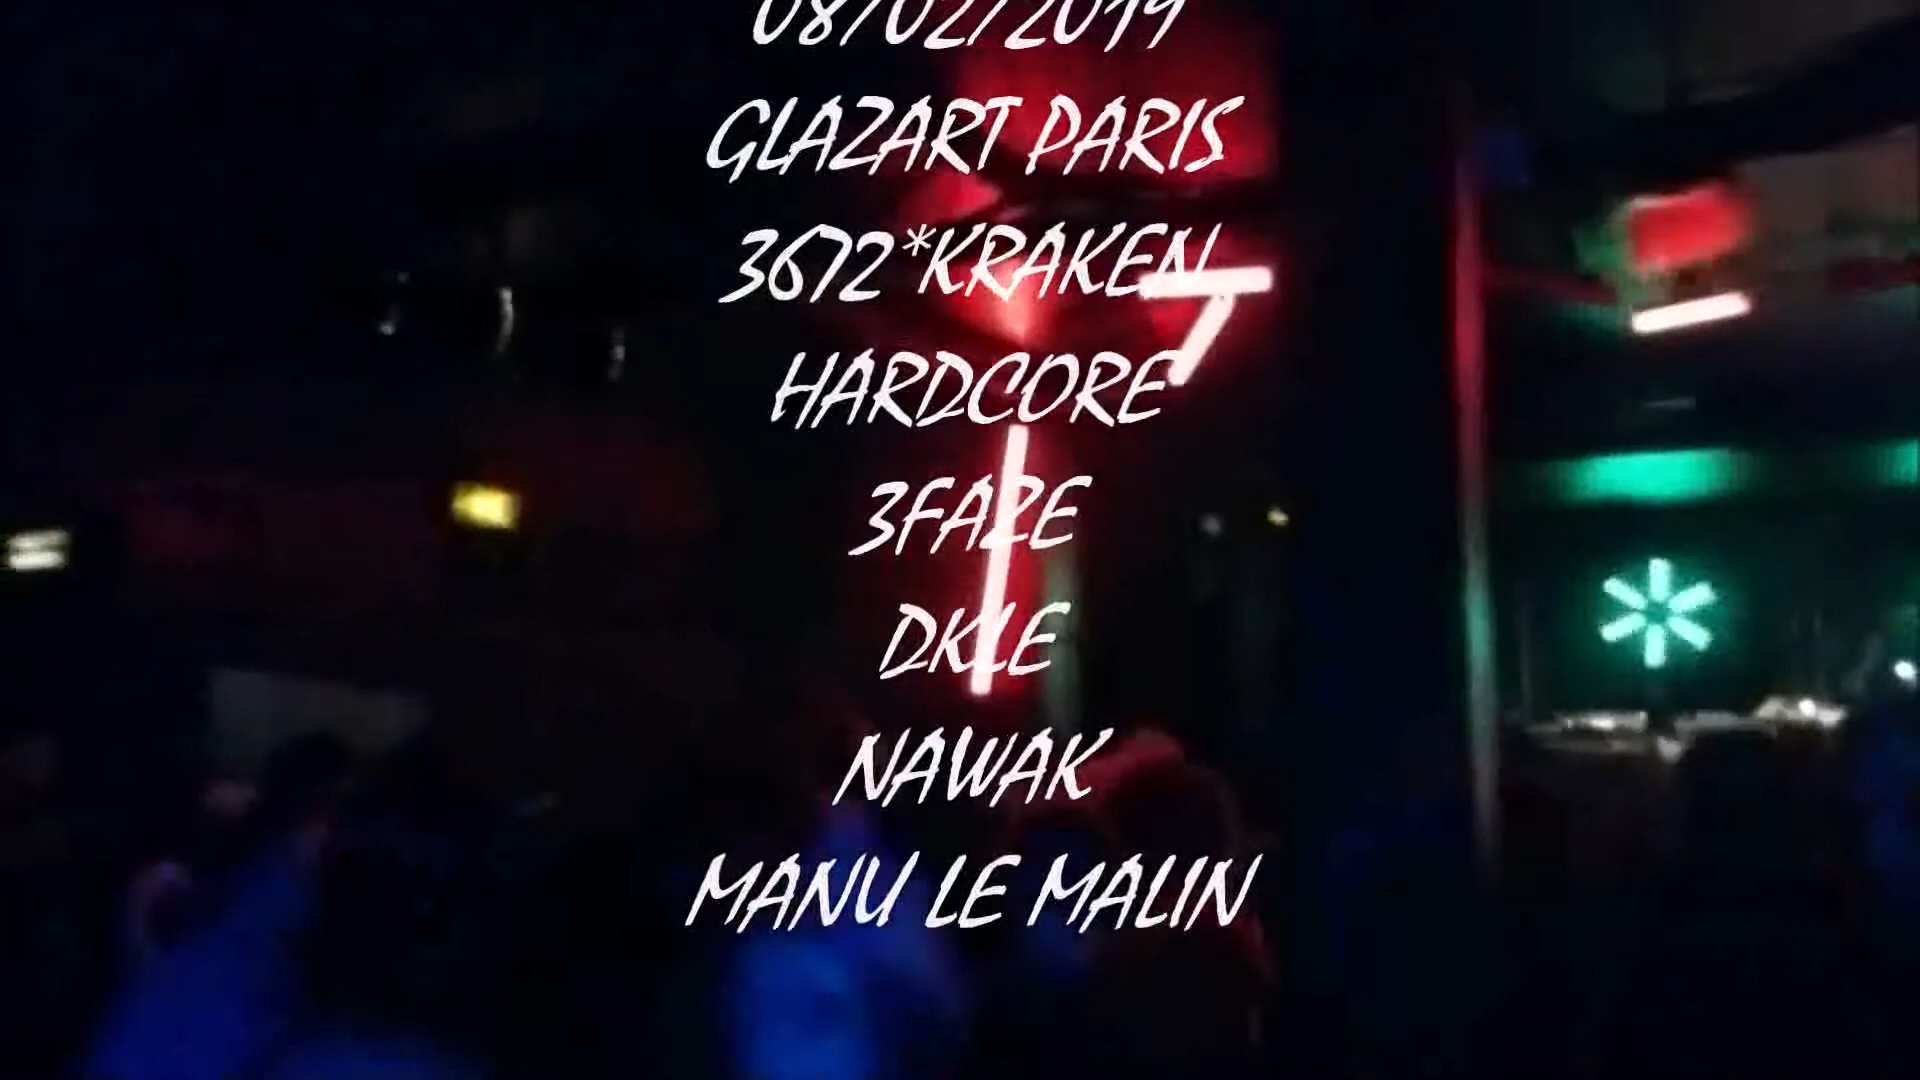 08/02/2019
GLAZART PARIS
3672*KRAKEN
HARDCORE
3FAZE
DKLE
NAWAK
MANU LE MALIN